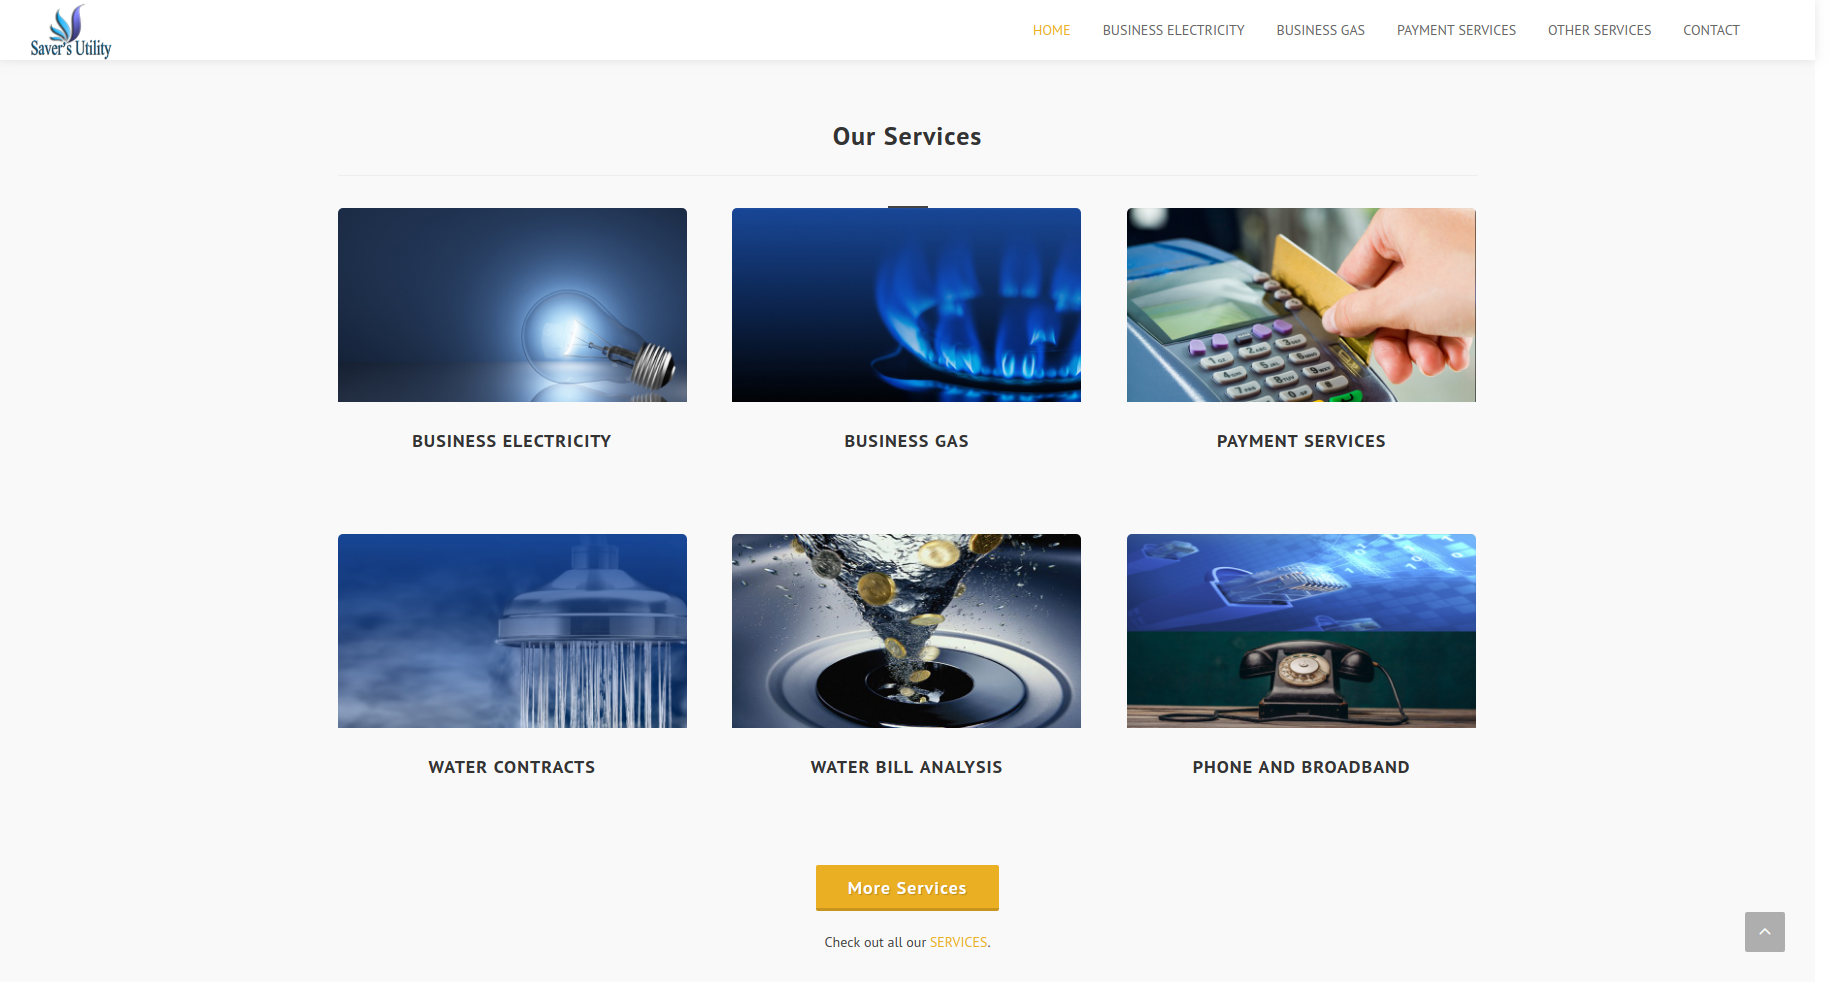 Saver's Utility
HOME BUSINESS ELECTRICITY BUSINESS GAS PAYMENT SERVICES OTHER SERVICES CONTACT
Our Services
BUSINESS ELECTRICITY
BUSINESS GAS
PAYMENT SERVICES
WATER CONTRACTS
WATER BILL ANALYSIS
PHONE AND BROADBAND
More Services
Check out all our SERVICES.